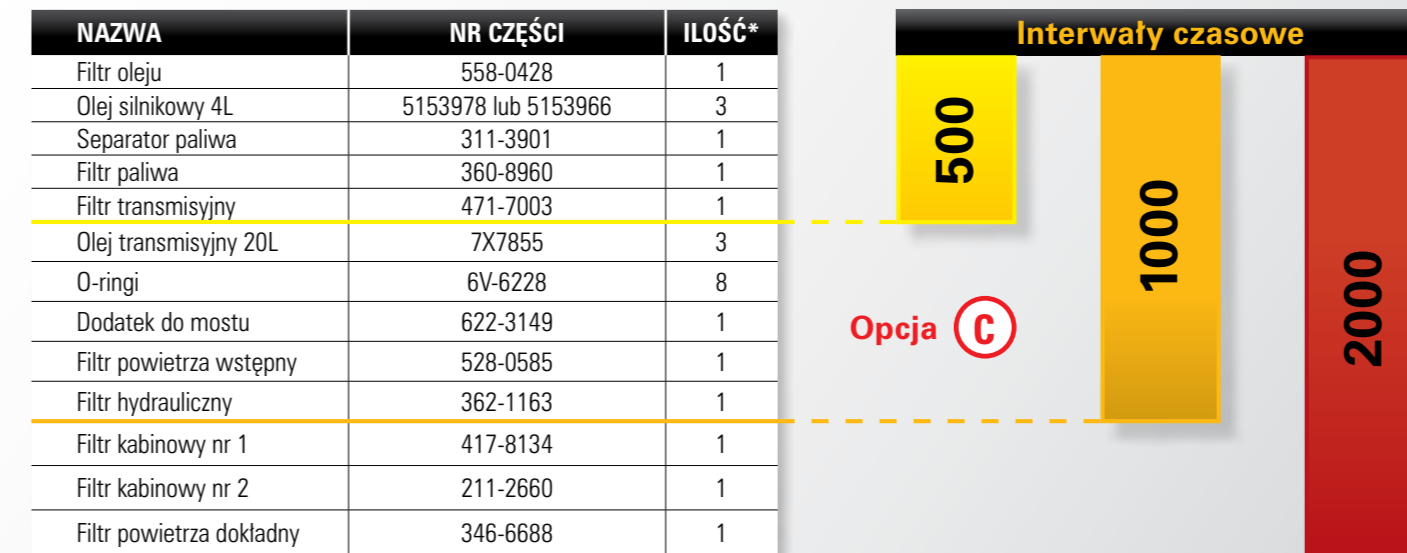 NAZWA NR CZĘŚCI ILOŚĆ*
Filtr oleju 558-0428 1
Olej silnikowy 4L 5153978 lub 5153966 3
Separator paliwa 311-3901 1
Filtr paliwa 360-8960 1
Filtr transmisyjny 471-7003 1
Olej transmisyjny 20L 7X7855 3
O-ringi 6V-6228 8
Dodatek do mostu 622-3149 1
Filtr powietrza wstępny 528-0585 1
Filtr hydrauliczny 362-1163 1
Filtr kabinowy nr 1 417-8134 1
Filtr kabinowy nr 2 211-2660 1
Filtr powietrza dokładny 346-6688 1
Interwały czasowe
500
1000
2000
Opcja C